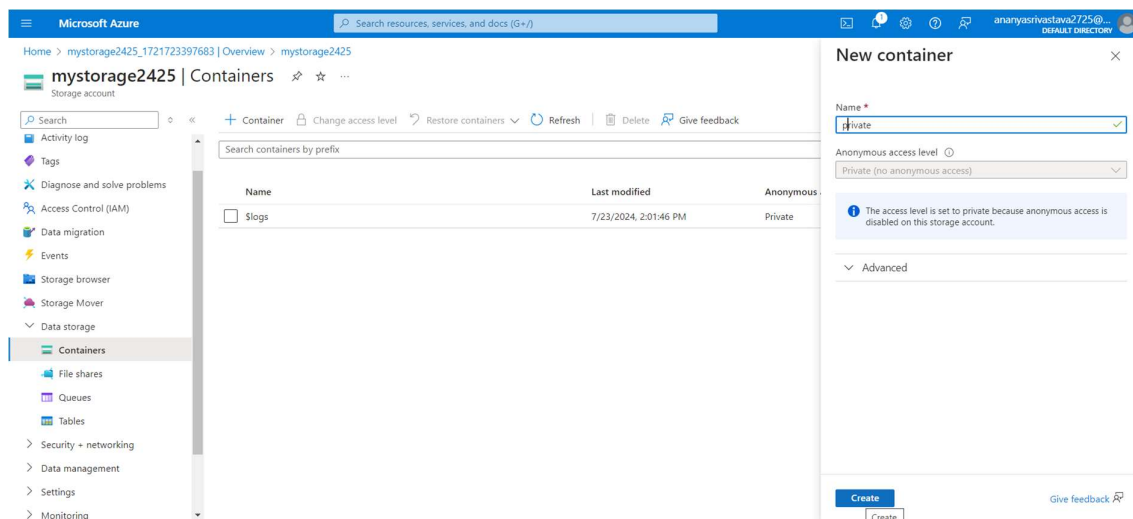 Microsoft Azure
Search resources, services, and docs (G+/)
1
ananyasrivastava2725@...
DEFAULT DIRECTORY
Home > mystorage2425_1721723397683 | Overview > mystorage2425
mystorage2425 | Containers
Storage account
Search
Activity log
Tags
Diagnose and solve problems
Access Control (IAM)
Data migration
Events
Storage browser
Storage Mover
Data storage
Containers
File shares
Queues
Tables
Security + networking
Data management
Settings
Monitoring
+ Container Change access level Restore containers Refresh Delete Give feedback
Search containers by prefix
Name Last modified Anonymous
$logs 7/23/2024, 2:01:46 PM Private
New container
Name *
private
Anonymous access level
Private (no anonymous access)
The access level is set to private because anonymous access is
disabled on this storage account.
Advanced
Create Give feedback
Create